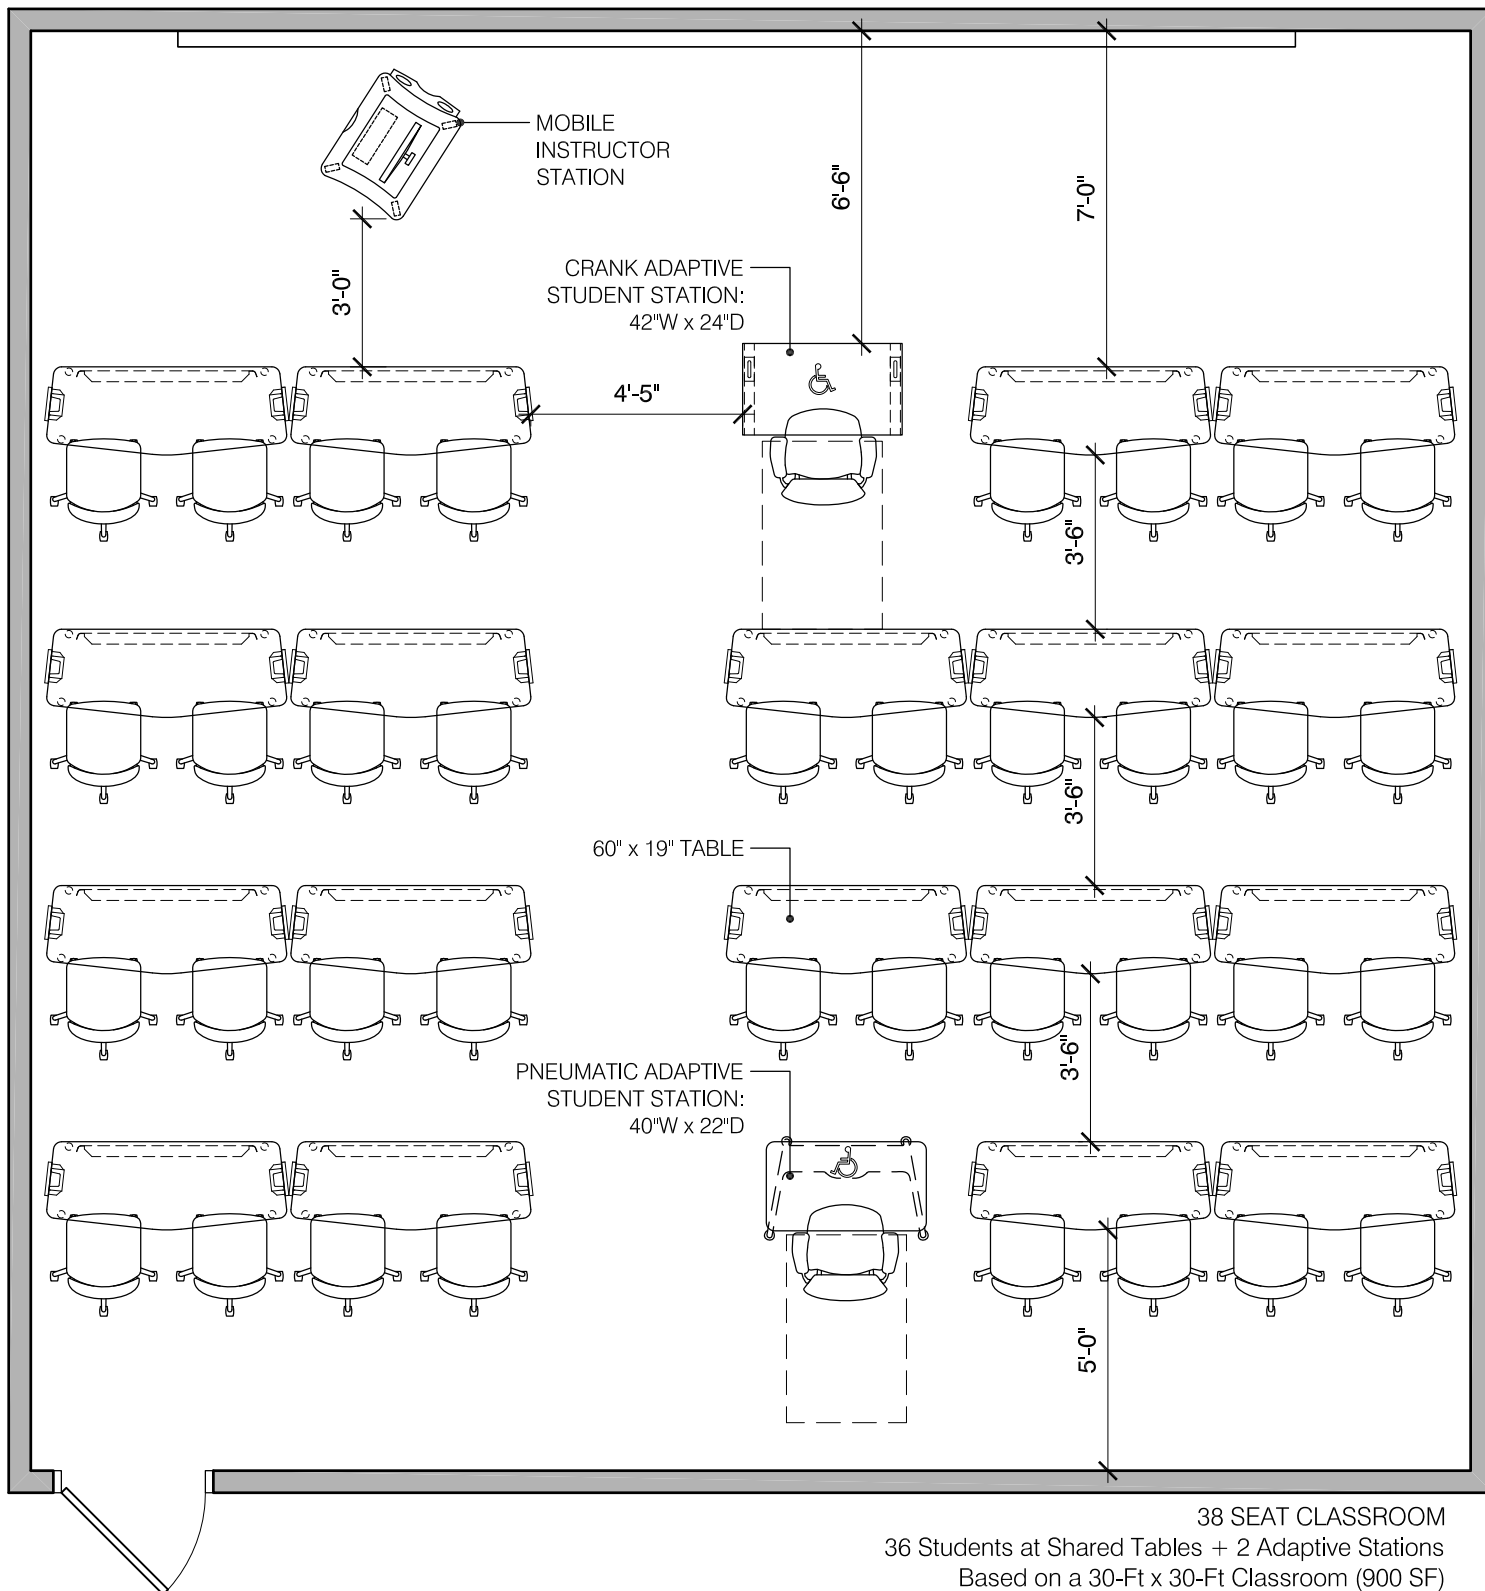 MOBILE
INSTRUCTOR
STATION
6'-6"
7'-0"
3'-0"
CRANK ADAPTIVE
STUDENT STATION:
42"W x 24"D
4'-5"
3'-6"
3'-6"
60" x 19" TABLE
3'-6"
PNEUMATIC ADAPTIVE
STUDENT STATION:
40"W x 22"D
5'-0"
38 SEAT CLASSROOM
36 Students at Shared Tables + 2 Adaptive Stations
Based on a 30-Ft x 30-Ft Classroom (900 SF)